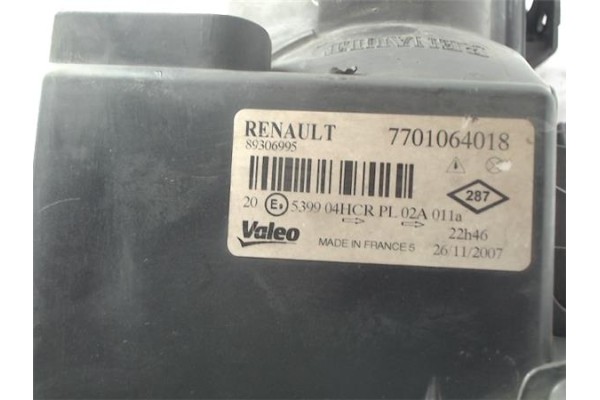 RENAULT
RENAULT 7701064018
89306995
287
20 E 5399 04HCR PL 02A 011a
Valeo MADE IN FRANCE 5 22h46
26/11/2007